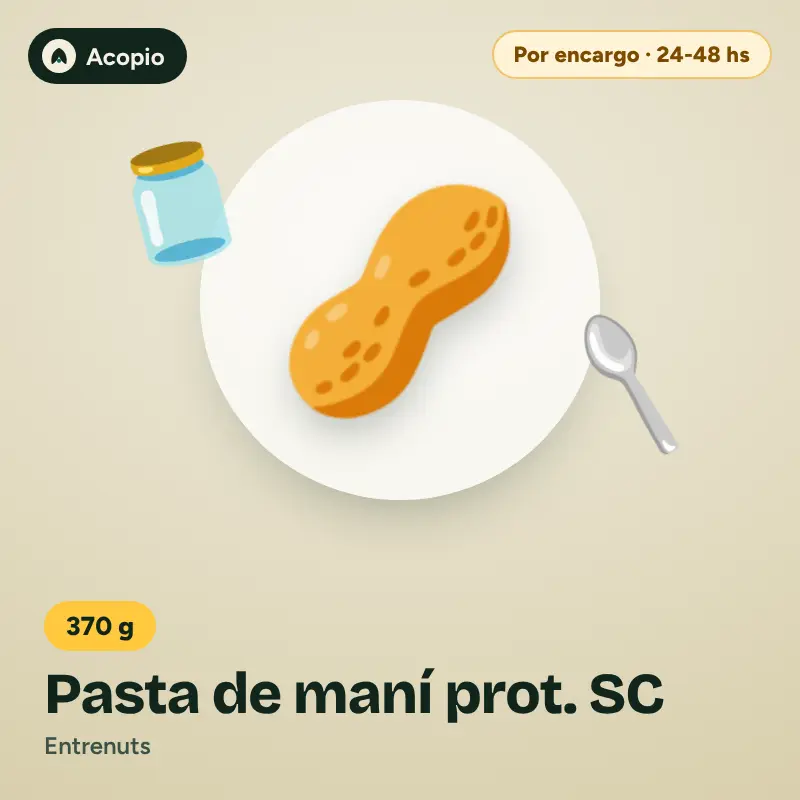 Acopio
Por encargo · 24-48 hs
370 g
Pasta de maní prot. SC
Entrenuts